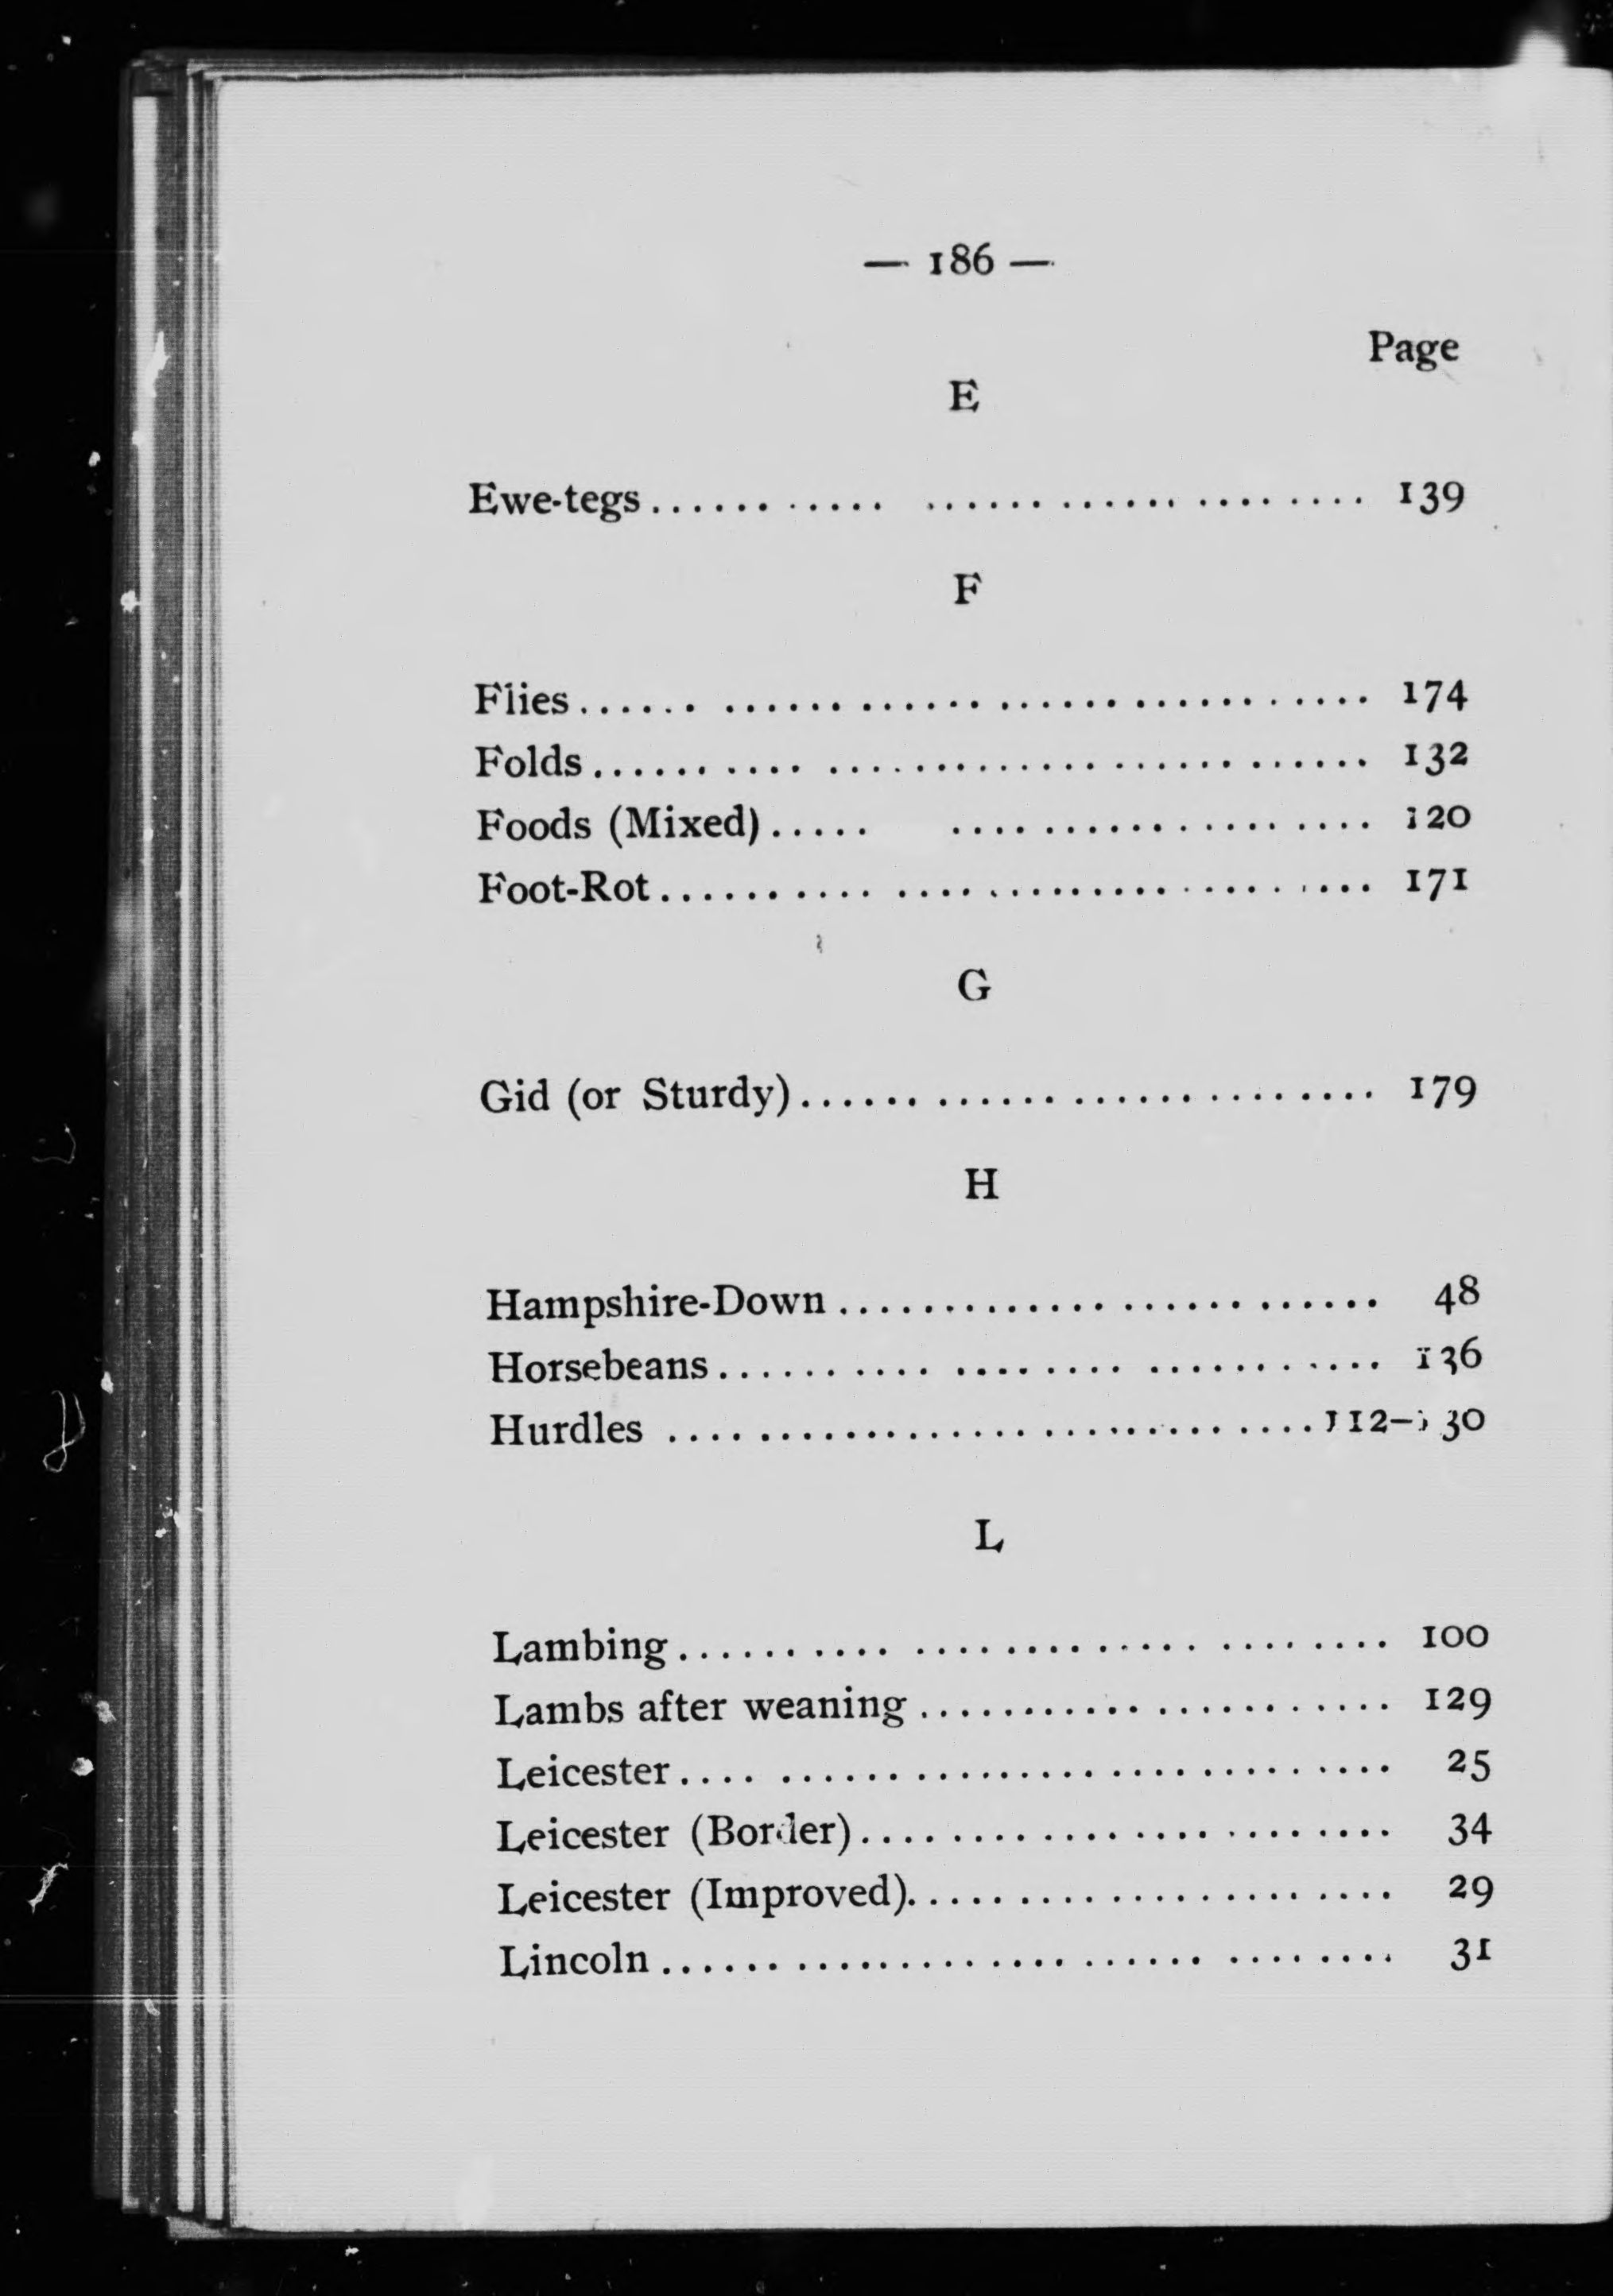 — 186 —
Page
E
Ewe-tegs........... ................. 139
F
Flies...... ........................ 174
Folds.......... .................... 132
Foods (Mixed)..... ................ 120
Foot-Rot.......... .................. 171
G
Gid (or Sturdy)...... ................. 179
H
Hampshire-Down........................ 48
Horsebeans.......... ....... ......... 136
Hurdles ............................112-130
L
Lambing.......... ........... ....... 100
Lambs after weaning .................. 129
Leicester.... ....................... 25
Leicester (Border).................... 34
Leicester (Improved).................. 29
Lincoln...... ................ ....... 31